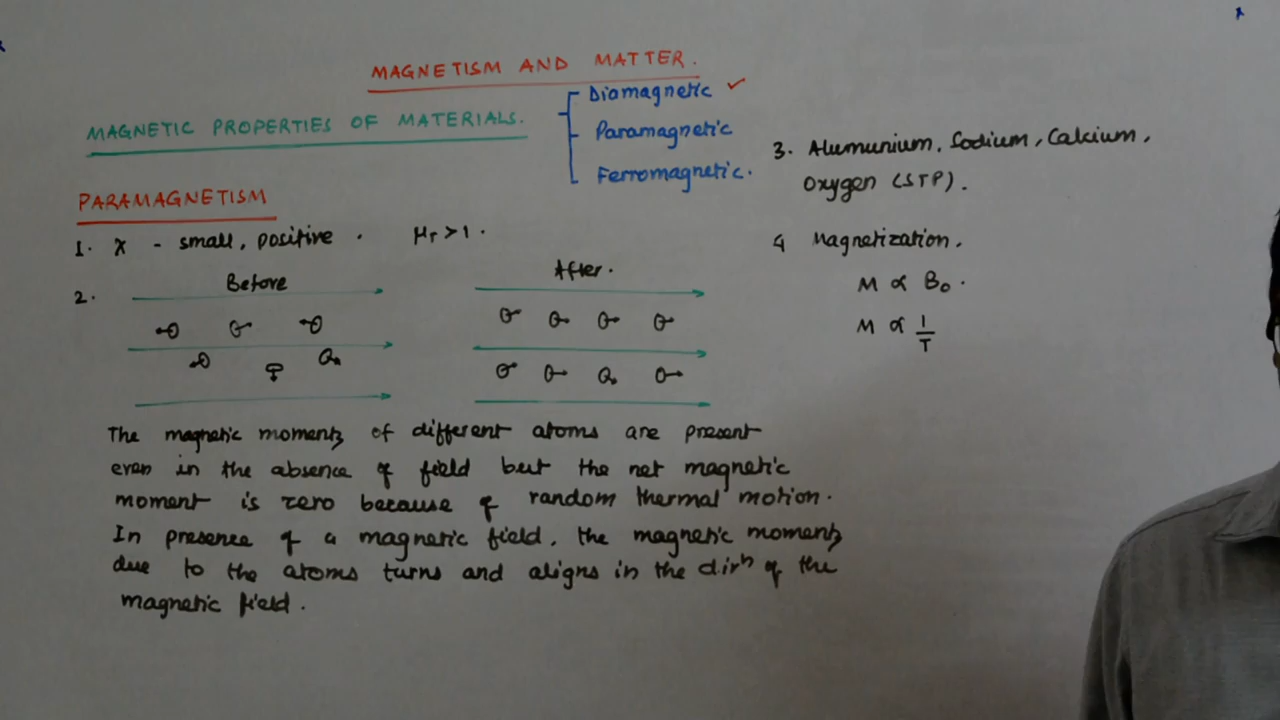 MAGNETISM AND MATTER.
MAGNETIC PROPERTIES OF MATERIALS.
Diamagnetic ✓
Paramagnetic
Ferromagnetic.
PARAMAGNETISM
1. χ - small, positive. μr > 1.
2. Before After.
The magnetic moments of different atoms are present
even in the absence of field but the net magnetic
moment is zero because of random thermal motion.
In presence of a magnetic field, the magnetic moments
due to the atoms turns and aligns in the dirn of the
magnetic field.
3. Alumunium, Sodium, Calcium,
Oxygen (STP).
4 Magnetization.
M ∝ B0.
M ∝ 1/T